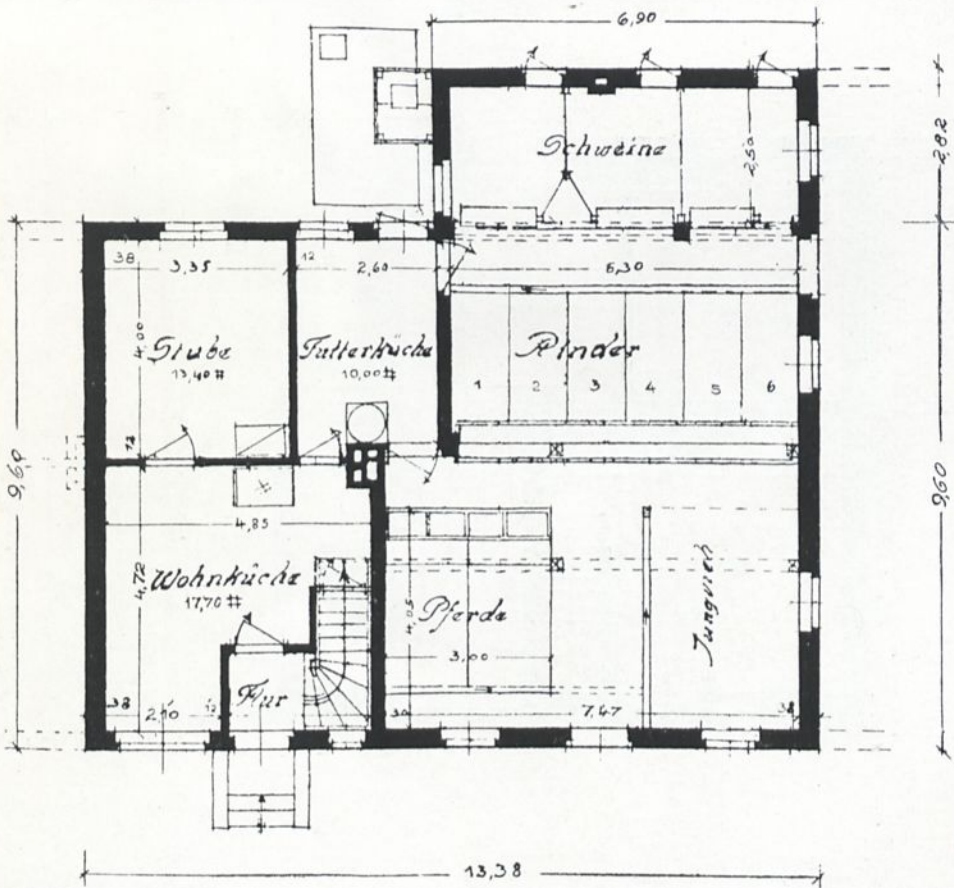 6,90
Schweine
2,50
2,82
38
3,35
12
2,60
6,30
4,00
Stube
13,40 #
Futterküche
10,00 #
Rinder
1 2 3 4 5 6
12
9,60
9,60
4,85
4,72
Wohnküche
17,70 #
Pferde
4,05
3,00
Jungvieh
Flur
38
2,10
12
30
7,47
38
13,38